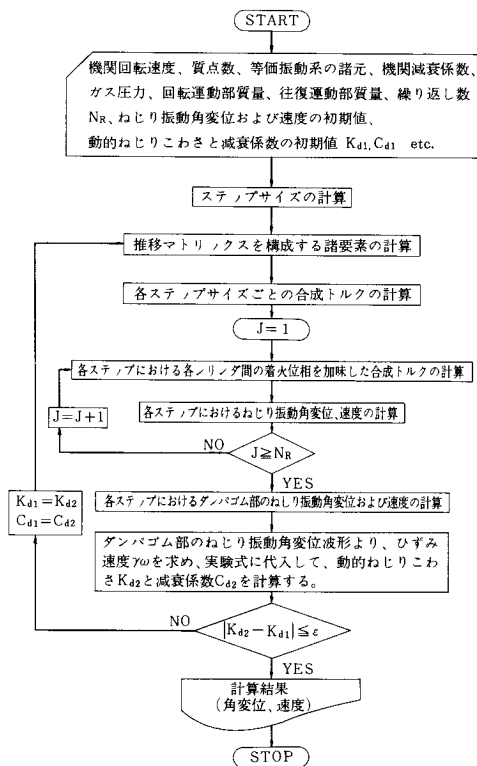 START
機関回転速度、質点数、等価振動系の諸元、機関減衰係数、
ガス圧力、回転運動部質量、往復運動部質量、繰り返し数
NR、ねじり振動角変位および速度の初期値、
動的ねじりこわさと減衰係数の初期値 Kd1, Cd1 etc.
ステップサイズの計算
推移マトリックスを構成する諸要素の計算
各ステップサイズごとの合成トルクの計算
J=1
各ステップにおける各シリンダ間の着火位相を加味した合成トルクの計算
J=J+1
各ステップにおけるねじり振動角変位、速度の計算
NO
J≧NR
YES
Kd1=Kd2
Cd1=Cd2
各ステップにおけるダンパゴム部のねじり振動角変位および速度の計算
ダンパゴム部のねじり振動角変位波形より、ひずみ
速度γωを求め、実験式に代入して、動的ねじりこわ
さKd2と減衰係数Cd2を計算する。
NO
|Kd2−Kd1|≦ε
YES
計算結果
(角変位、速度)
STOP